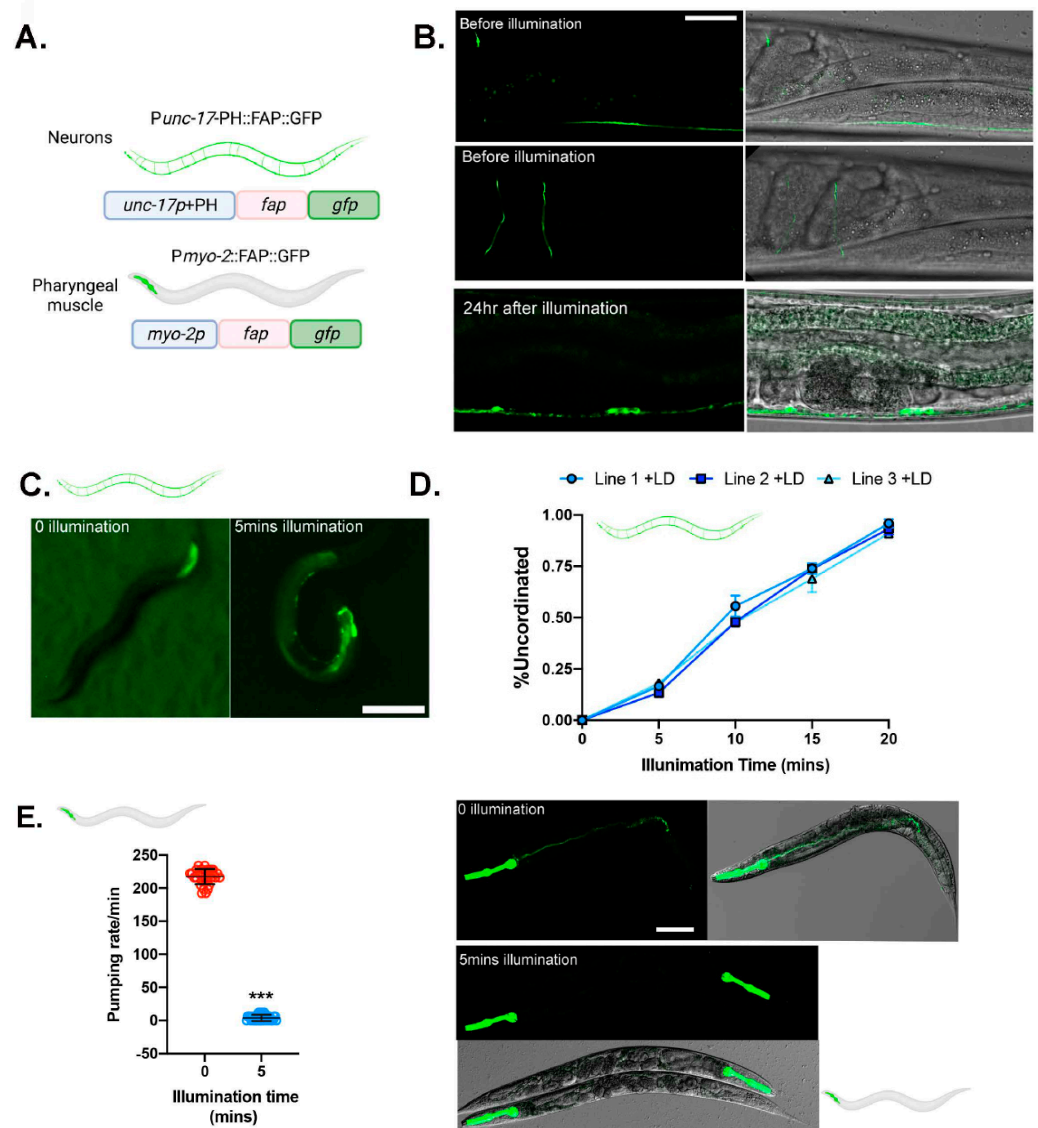 A.
Punc-17-PH::FAP::GFP
Neurons
unc-17p+PH fap gfp
Pmyo-2::FAP::GFP
Pharyngeal
muscle
myo-2p fap gfp
B.
Before illumination
Before illumination
24hr after illumination
C.
0 illumination 5mins illumination
D.
Line 1 +LD Line 2 +LD Line 3 +LD
%Uncordinated
1.00
0.75
0.50
0.25
0.00
0 5 10 15 20
Illunimation Time (mins)
E.
Pumping rate/min
250
200
150
100
50
0
-50
***
0 5
Illumination time
(mins)
0 illumination
5mins illumination